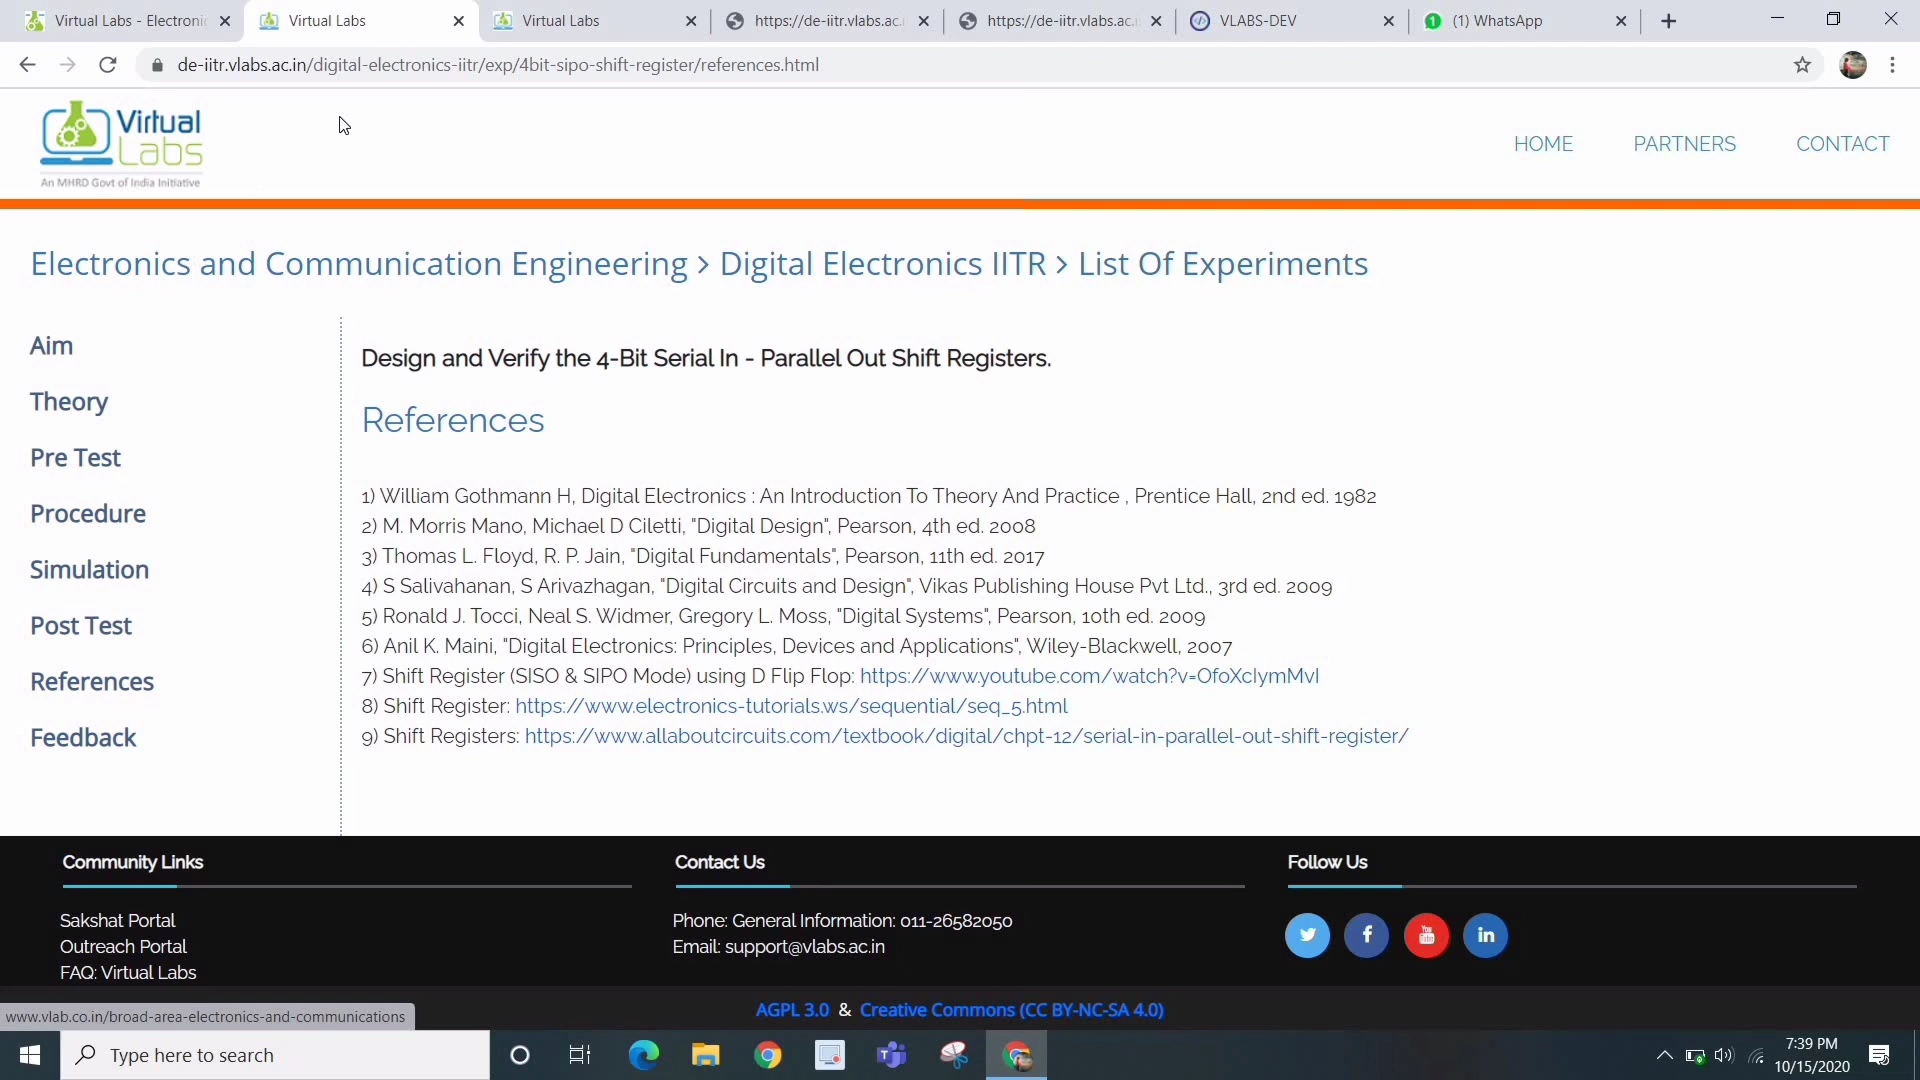 Virtual Labs - Electronic
Virtual Labs
Virtual Labs
https://de-iitr.vlabs.ac.i
https://de-iitr.vlabs.ac.i
VLABS-DEV
(1) WhatsApp
de-iitr.vlabs.ac.in/digital-electronics-iitr/exp/4bit-sipo-shift-register/references.html
Virtual
Labs
An MHRD Govt of India Initiative
HOME
PARTNERS
CONTACT
Electronics and Communication Engineering > Digital Electronics IITR > List Of Experiments
Aim
Theory
Pre Test
Procedure
Simulation
Post Test
References
Feedback
Design and Verify the 4-Bit Serial In - Parallel Out Shift Registers.
References
1) William Gothmann H, Digital Electronics : An Introduction To Theory And Practice , Prentice Hall, 2nd ed. 1982
2) M. Morris Mano, Michael D Ciletti, "Digital Design", Pearson, 4th ed. 2008
3) Thomas L. Floyd, R. P. Jain, "Digital Fundamentals", Pearson, 11th ed. 2017
4) S Salivahanan, S Arivazhagan, "Digital Circuits and Design", Vikas Publishing House Pvt Ltd., 3rd ed. 2009
5) Ronald J. Tocci, Neal S. Widmer, Gregory L. Moss, "Digital Systems", Pearson, 10th ed. 2009
6) Anil K. Maini, "Digital Electronics: Principles, Devices and Applications", Wiley-Blackwell, 2007
7) Shift Register (SISO & SIPO Mode) using D Flip Flop: https://www.youtube.com/watch?v=OfoXcIymMvI
8) Shift Register: https://www.electronics-tutorials.ws/sequential/seq_5.html
9) Shift Registers: https://www.allaboutcircuits.com/textbook/digital/chpt-12/serial-in-parallel-out-shift-register/
Community Links
Sakshat Portal
Outreach Portal
FAQ: Virtual Labs
Contact Us
Phone: General Information: 011-26582050
Email: support@vlabs.ac.in
Follow Us
You
Tube
in
www.vlab.co.in/broad-area-electronics-and-communications
AGPL 3.0 & Creative Commons (CC BY-NC-SA 4.0)
Type here to search
7:39 PM
10/15/2020